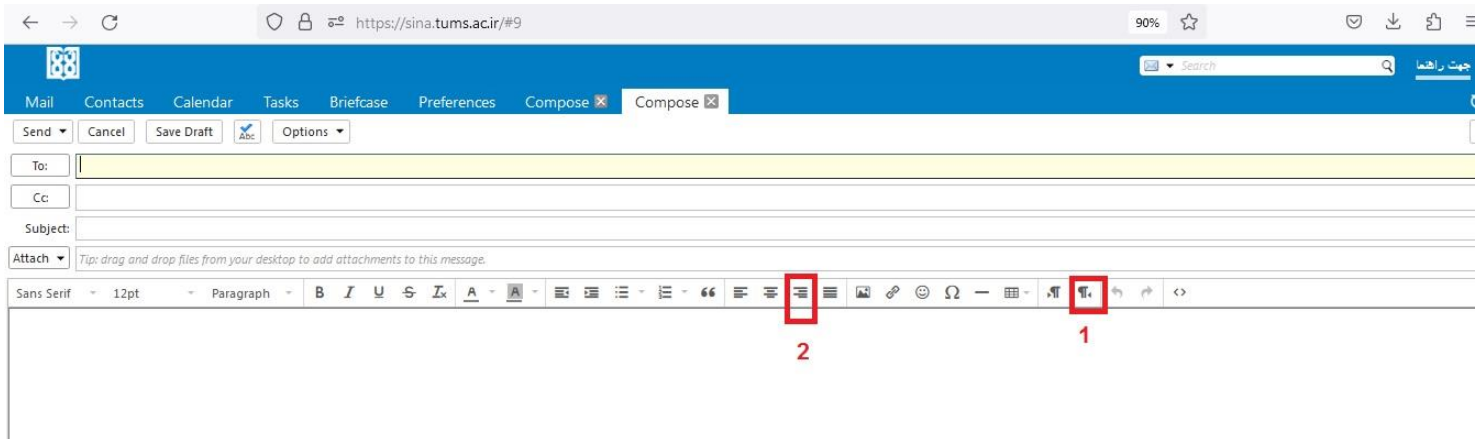 https://sina.tums.ac.ir/#9
90%
Search
جهت راهنما
Mail Contacts Calendar Tasks Briefcase Preferences Compose Compose
Send Cancel Save Draft Abc Options
To:
Cc:
Subject:
Attach Tip: drag and drop files from your desktop to add attachments to this message.
Sans Serif 12pt Paragraph B I U S Ix A A Ω
2
1